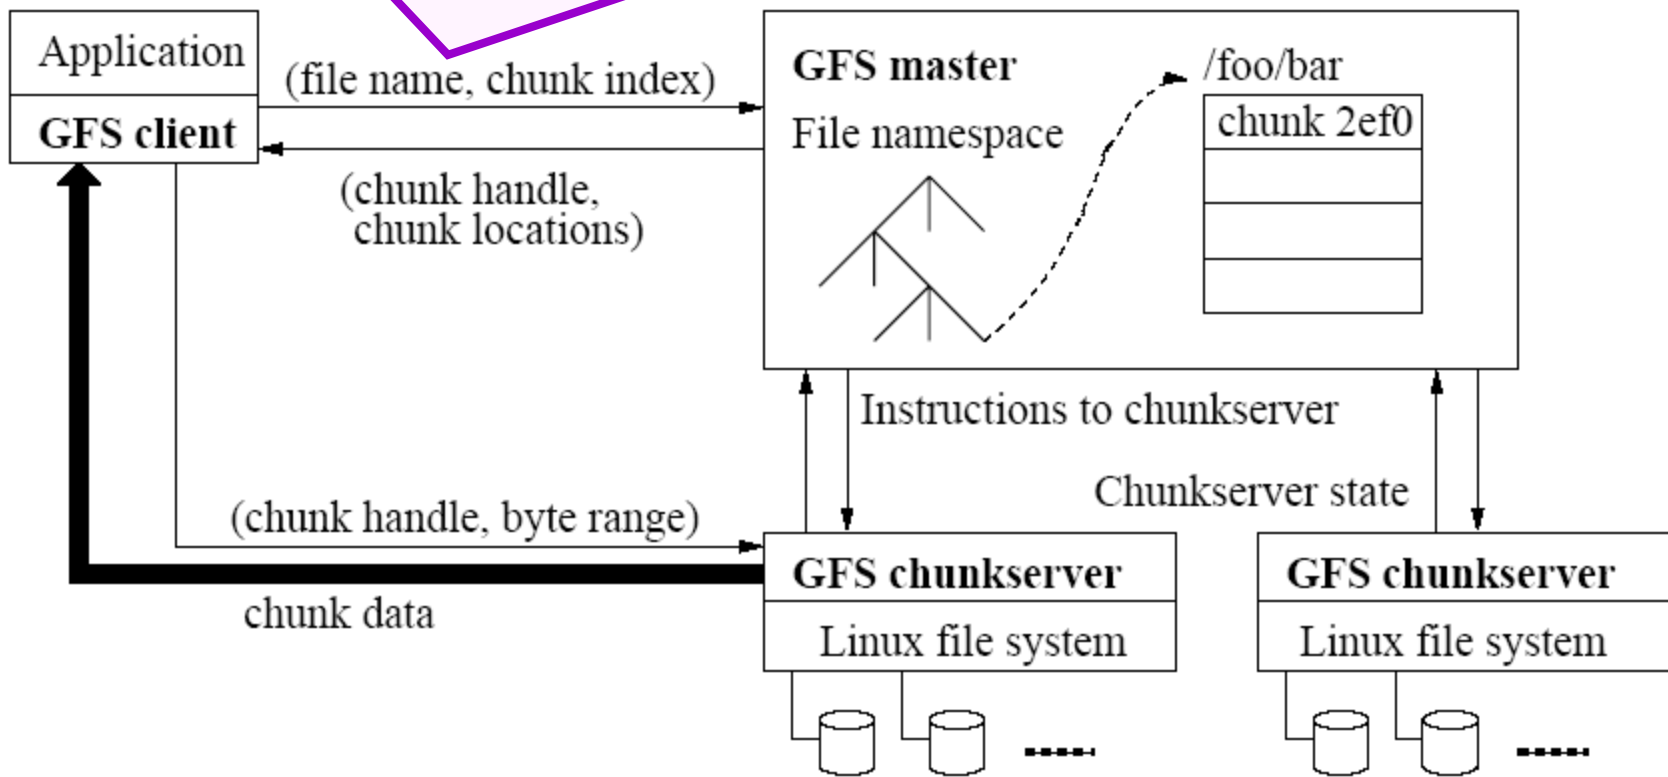 Application
GFS client
(file name, chunk index)
(chunk handle,
chunk locations)
GFS master
File namespace
/foo/bar
chunk 2ef0
Instructions to chunkserver
Chunkserver state
(chunk handle, byte range)
chunk data
GFS chunkserver
Linux file system
GFS chunkserver
Linux file system